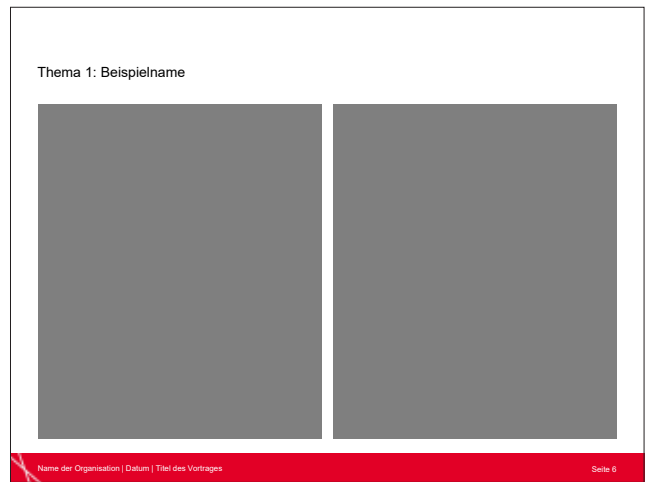 Thema 1: Beispielname
Name der Organisation | Datum | Titel des Vortrages
Seite 6